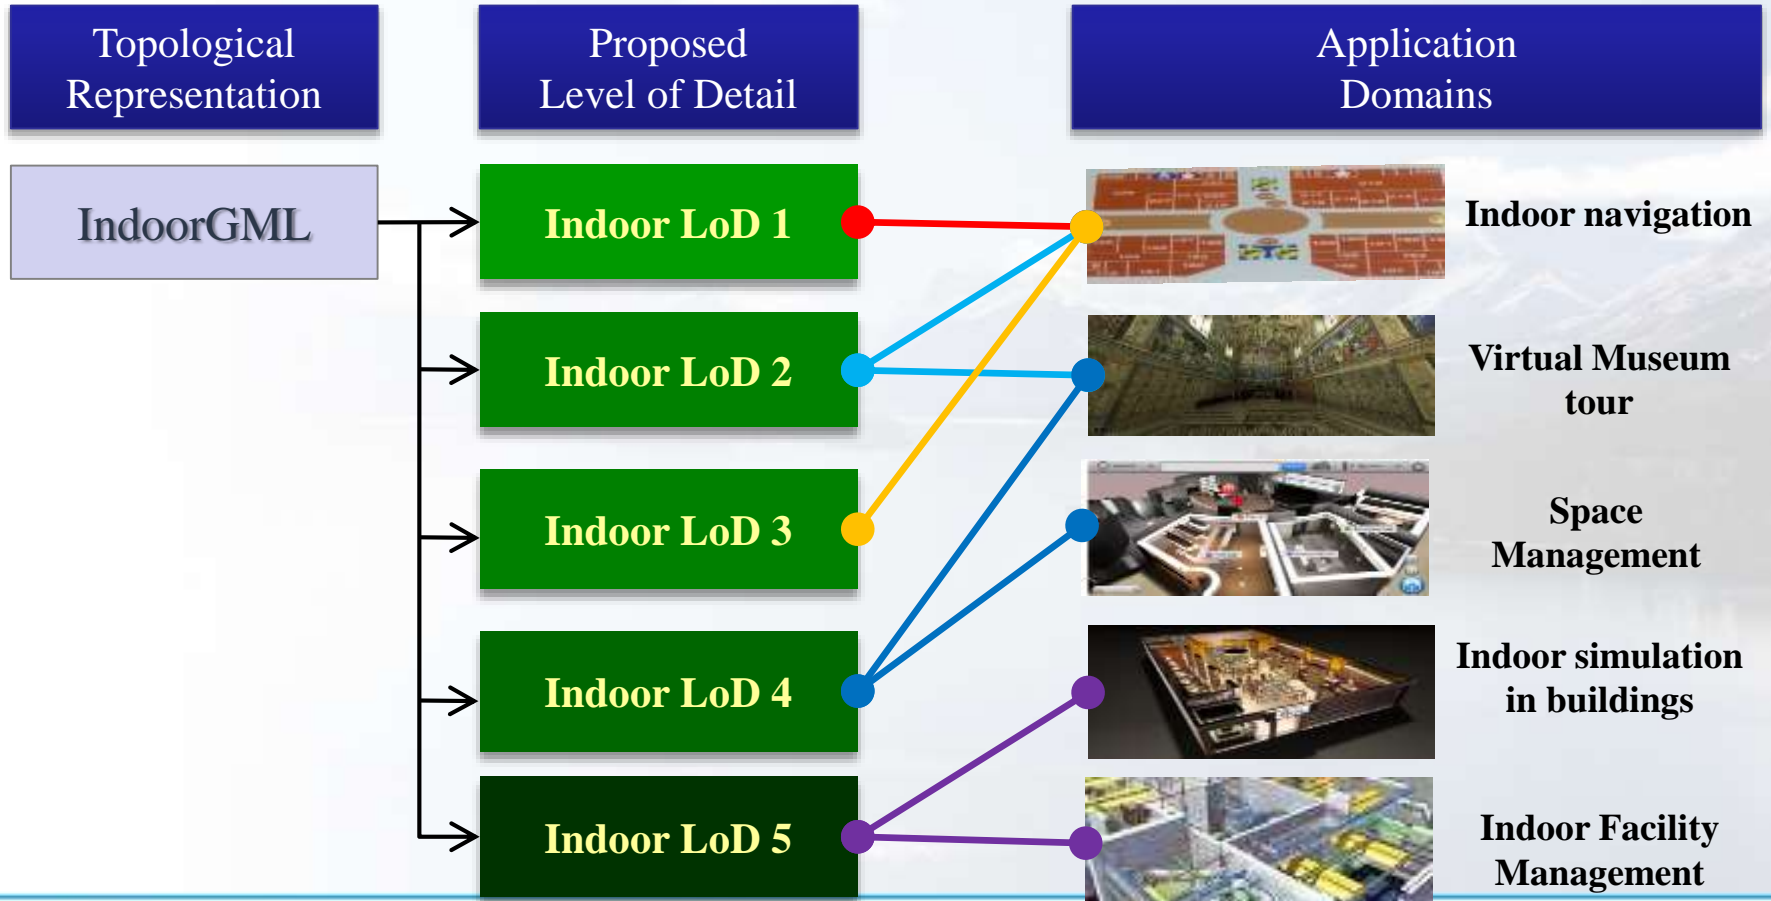 Topological
Representation
Proposed
Level of Detail
Application
Domains
IndoorGML
Indoor LoD 1
Indoor navigation
Indoor LoD 2
Virtual Museum
tour
Indoor LoD 3
Space
Management
Indoor LoD 4
Indoor simulation
in buildings
Indoor LoD 5
Indoor Facility
Management